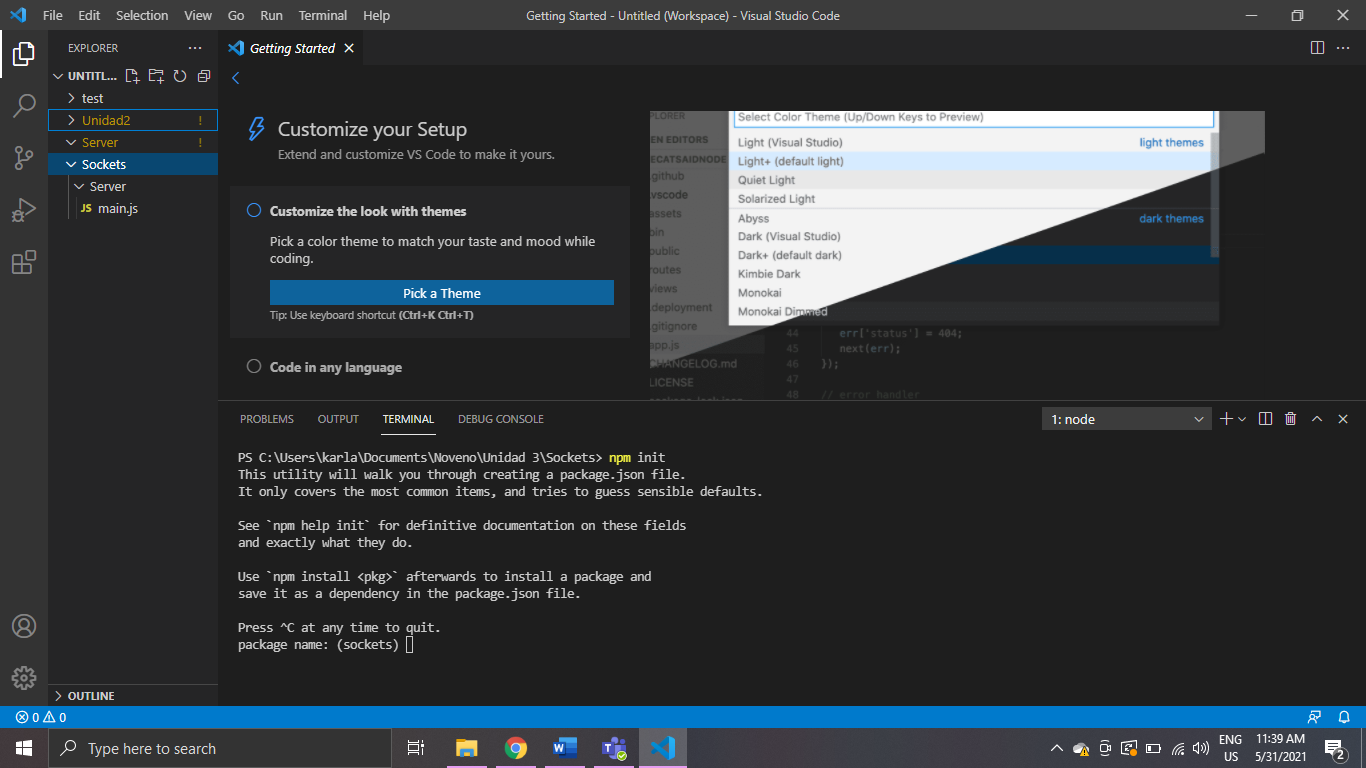 File Edit Selection View Go Run Terminal Help
Getting Started - Untitled (Workspace) - Visual Studio Code
EXPLORER
UNTITL...
test
Unidad2 !
Server !
Sockets
Server
JS main.js
OUTLINE
Getting Started
Customize your Setup
Extend and customize VS Code to make it yours.
Customize the look with themes
Pick a color theme to match your taste and mood while
coding.
Pick a Theme
Tip: Use keyboard shortcut (Ctrl+K Ctrl+T)
Code in any language
PLORER
EN EDITORS
ECATSAIDNODE
.github
vscode
assets
bin
public
routes
views
.deployment
.gitignore
app.js
CHANGELOG.md
LICENSE
Select Color Theme (Up/Down Keys to Preview)
Light (Visual Studio) light themes
Light+ (default light)
Quiet Light
Solarized Light
Abyss dark themes
Dark (Visual Studio)
Dark+ (default dark)
Kimbie Dark
Monokai
Monokai Dimmed
44 err['status'] = 404;
45 next(err);
46 });
47
48 // error handler
PROBLEMS OUTPUT TERMINAL DEBUG CONSOLE
1: node
PS C:\Users\karla\Documents\Noveno\Unidad 3\Sockets> npm init
This utility will walk you through creating a package.json file.
It only covers the most common items, and tries to guess sensible defaults.
See `npm help init` for definitive documentation on these fields
and exactly what they do.
Use `npm install <pkg>` afterwards to install a package and
save it as a dependency in the package.json file.
Press ^C at any time to quit.
package name: (sockets)
0 0
Type here to search
ENG
US
11:39 AM
5/31/2021
2